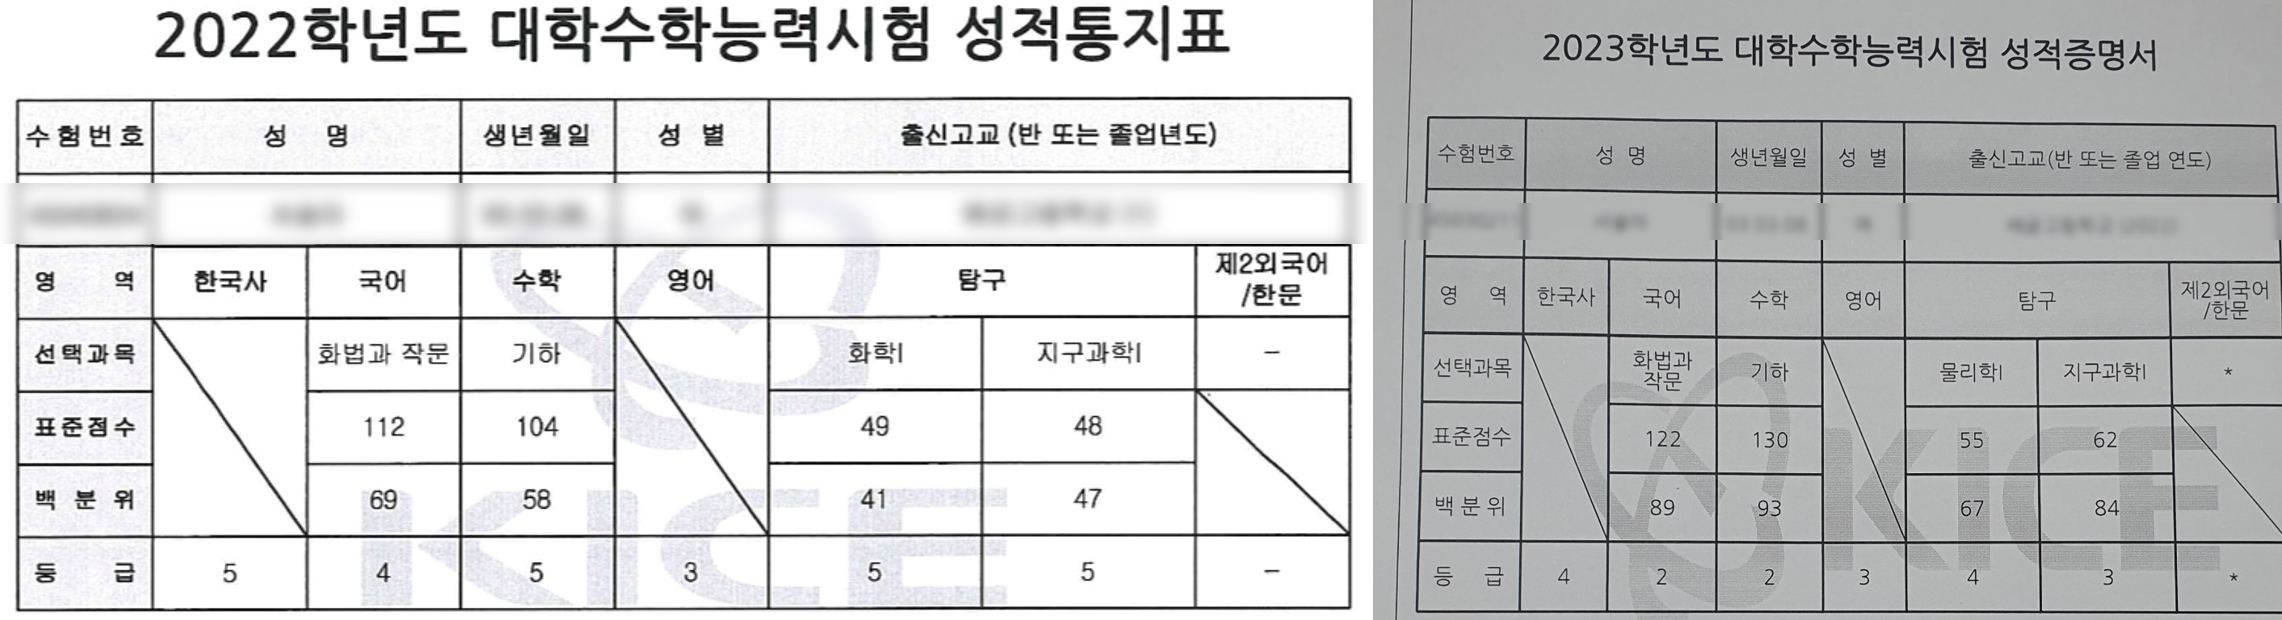 2022학년도 대학수학능력시험 성적통지표
수험번호 성 명 생년월일 성 별 출신고교 (반 또는 졸업년도)
영 역 한국사 국어 수학 영어 탐구 제2외국어
/한문
선택과목 화법과 작문 기하 화학Ⅰ 지구과학Ⅰ -
표준점수 112 104 49 48
백 분 위 69 58 41 47
등 급 5 4 5 3 5 5 -
KICE
2023학년도 대학수학능력시험 성적증명서
수험번호 성 명 생년월일 성 별 출신고교(반 또는 졸업 연도)
영 역 한국사 국어 수학 영어 탐구 제2외국어
/한문
선택과목 화법과
작문 기하 물리학Ⅰ 지구과학Ⅰ *
표준점수 122 130 55 62
백 분 위 89 93 67 84
등 급 4 2 2 3 4 3 *
KICE